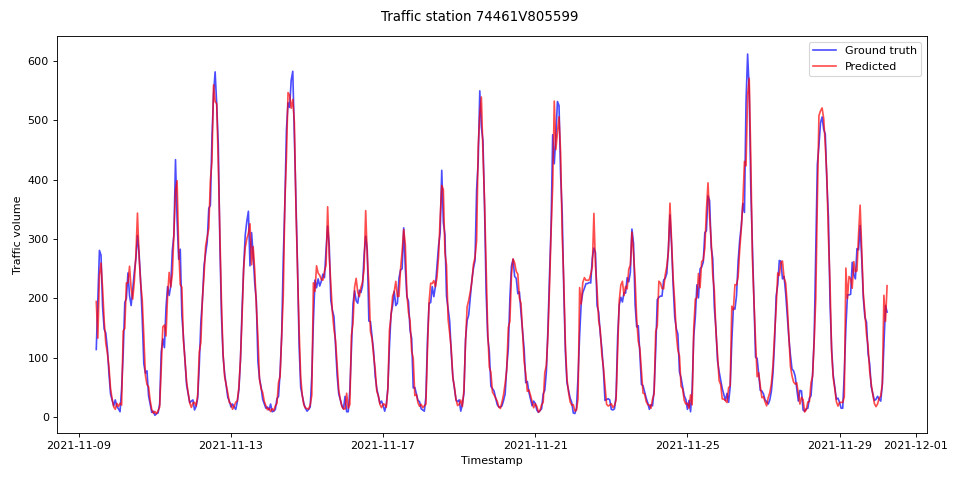 Traffic station 74461V805599
Ground truth
Predicted
Traffic volume
600
500
400
300
200
100
0
2021-11-09
2021-11-13
2021-11-17
2021-11-21
2021-11-25
2021-11-29
2021-12-01
Timestamp